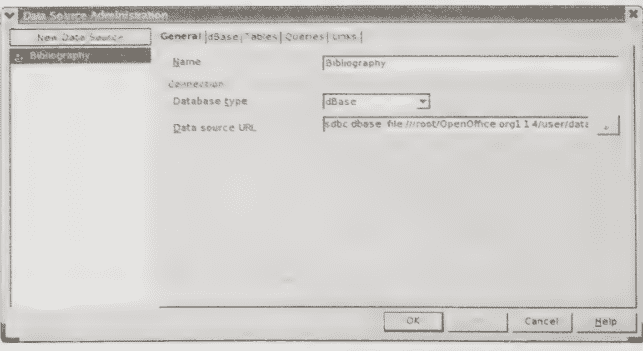 Data Source Administration
New Data Source
General dBase Tables Queries Links
Bibliography
Name Bibliography
Connection
Database type dBase
Data source URL sdbc:dbase:file:///root/OpenOffice.org1.1.4/user/data
OK Cancel Help